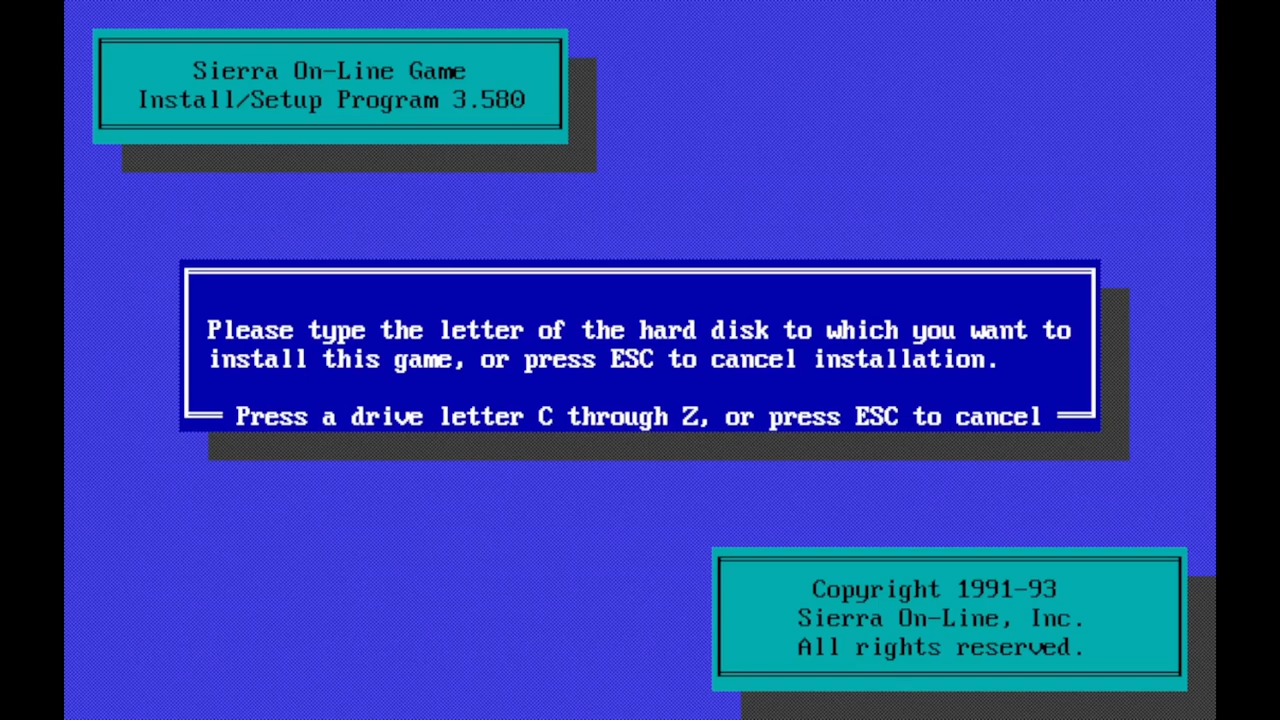 Sierra On-Line Game
Install/Setup Program 3.580
Please type the letter of the hard disk to which you want to
install this game, or press ESC to cancel installation.
Press a drive letter C through Z, or press ESC to cancel
Copyright 1991-93
Sierra On-Line, Inc.
All rights reserved.